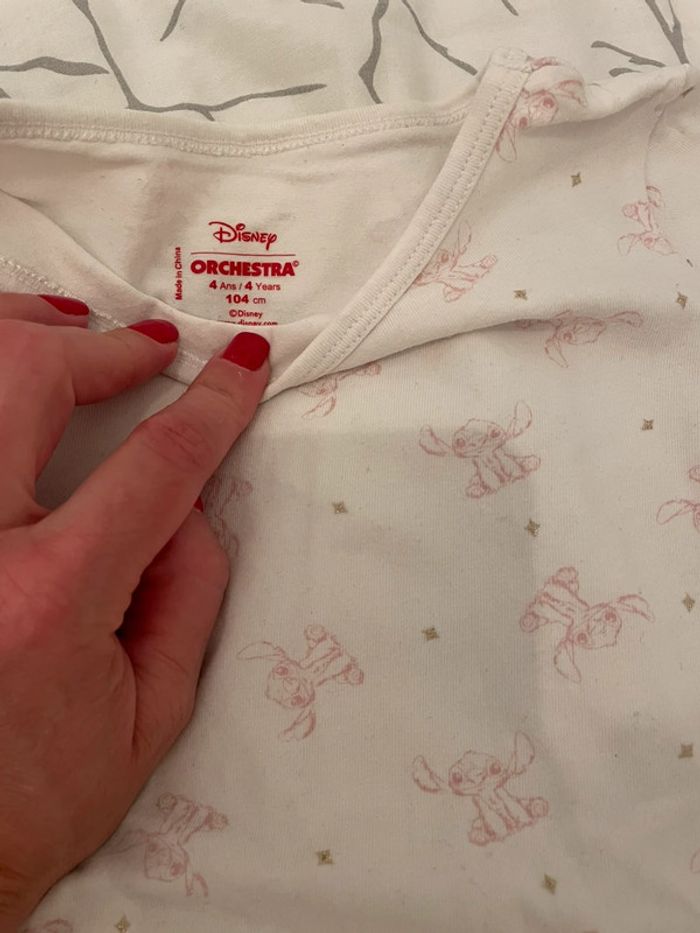 Disney
ORCHESTRA©
Made in China
4 Ans / 4 Years
104 cm
©Disney